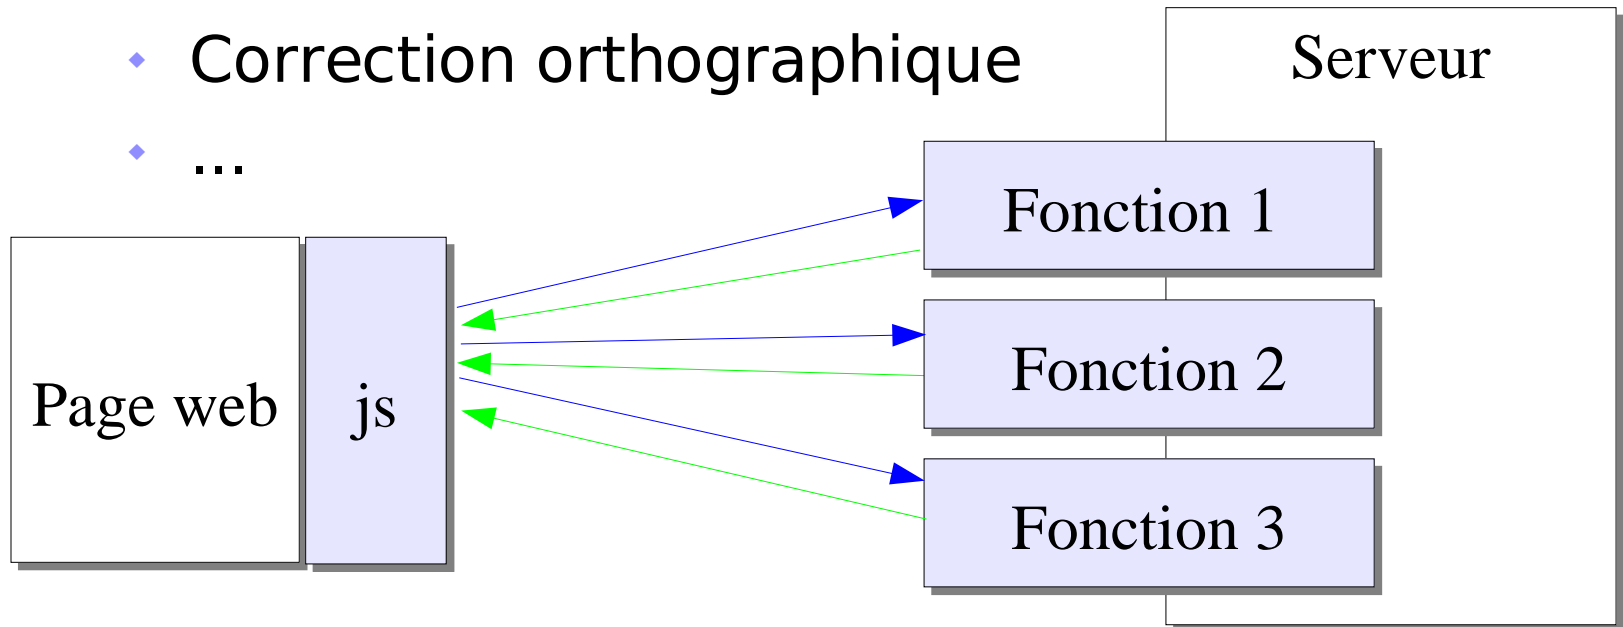 Correction orthographique
...
Serveur
Fonction 1
Fonction 2
Fonction 3
Page web
js